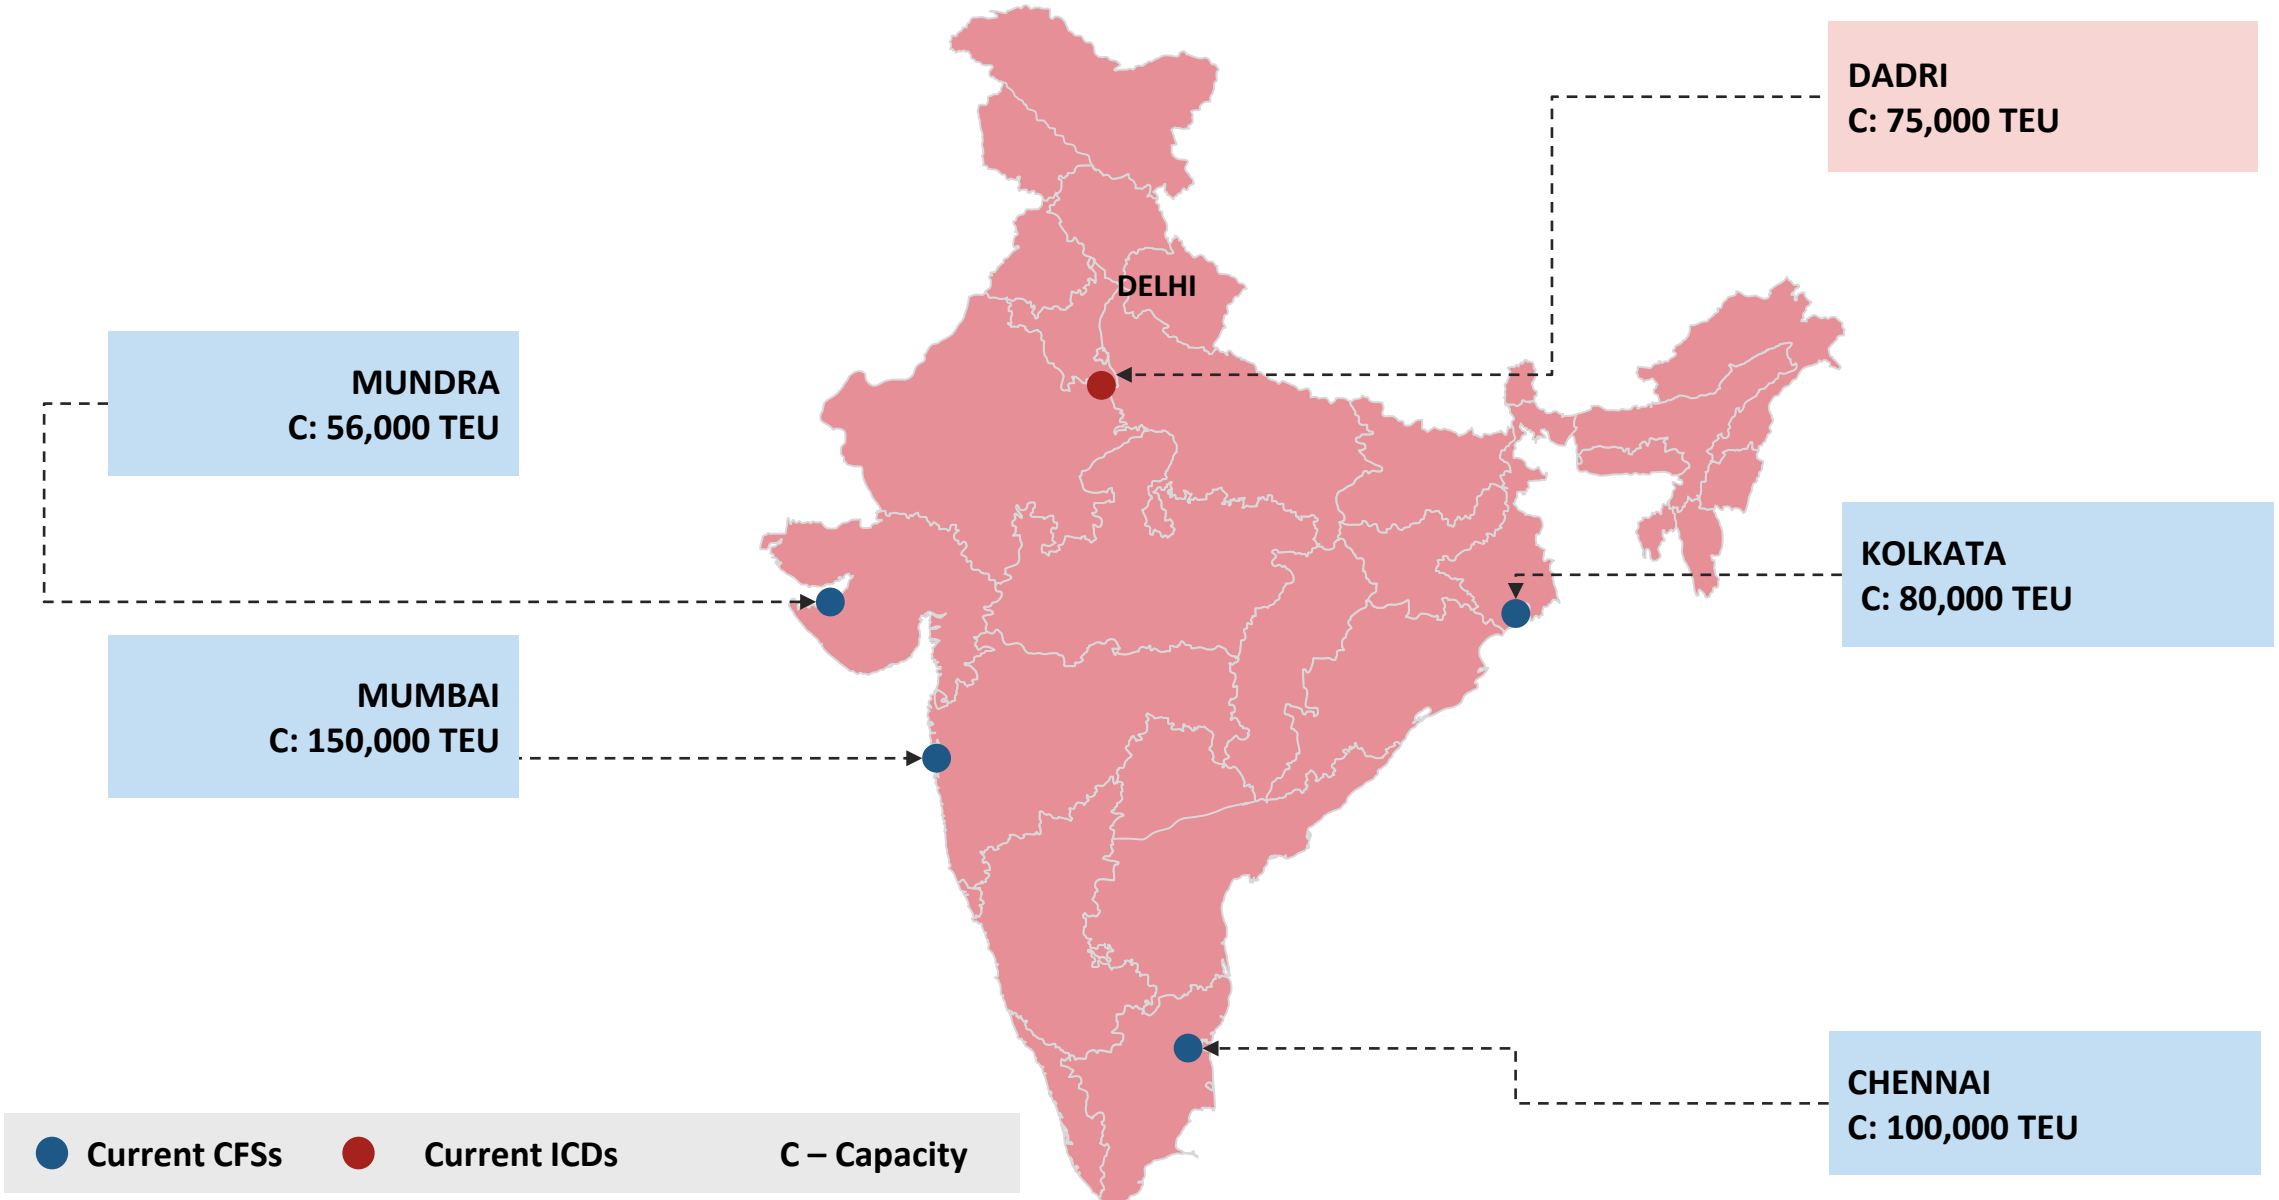 DADRI
C: 75,000 TEU
DELHI
MUNDRA
C: 56,000 TEU
KOLKATA
C: 80,000 TEU
MUMBAI
C: 150,000 TEU
CHENNAI
C: 100,000 TEU
Current CFSs Current ICDs C – Capacity